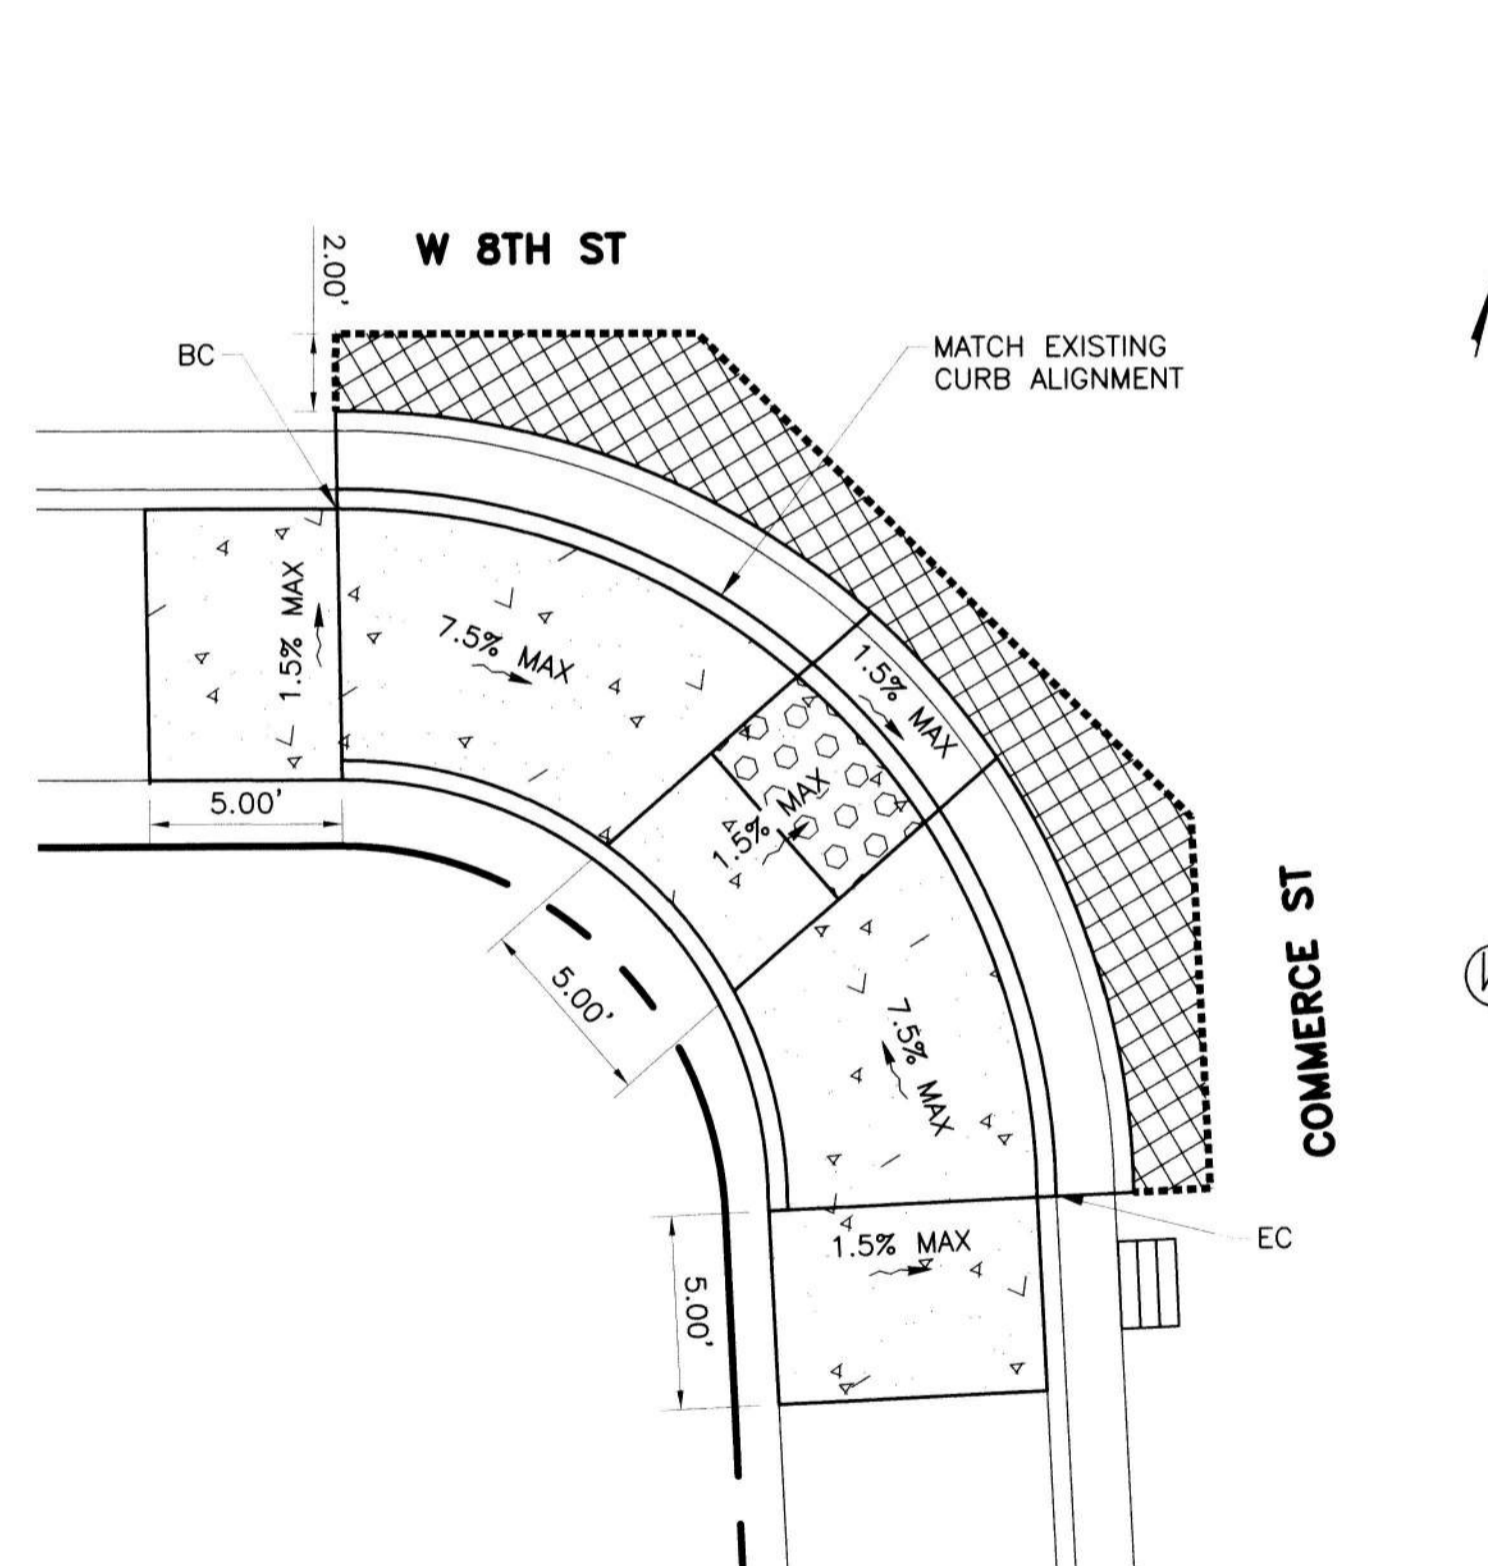 W 8TH ST
2.00'
BC
MATCH EXISTING
CURB ALIGNMENT
1.5% MAX
7.5% MAX
1.5% MAX
5.00'
1.5% MAX
5.00'
7.5% MAX
COMMERCE ST
1.5% MAX
EC
5.00'